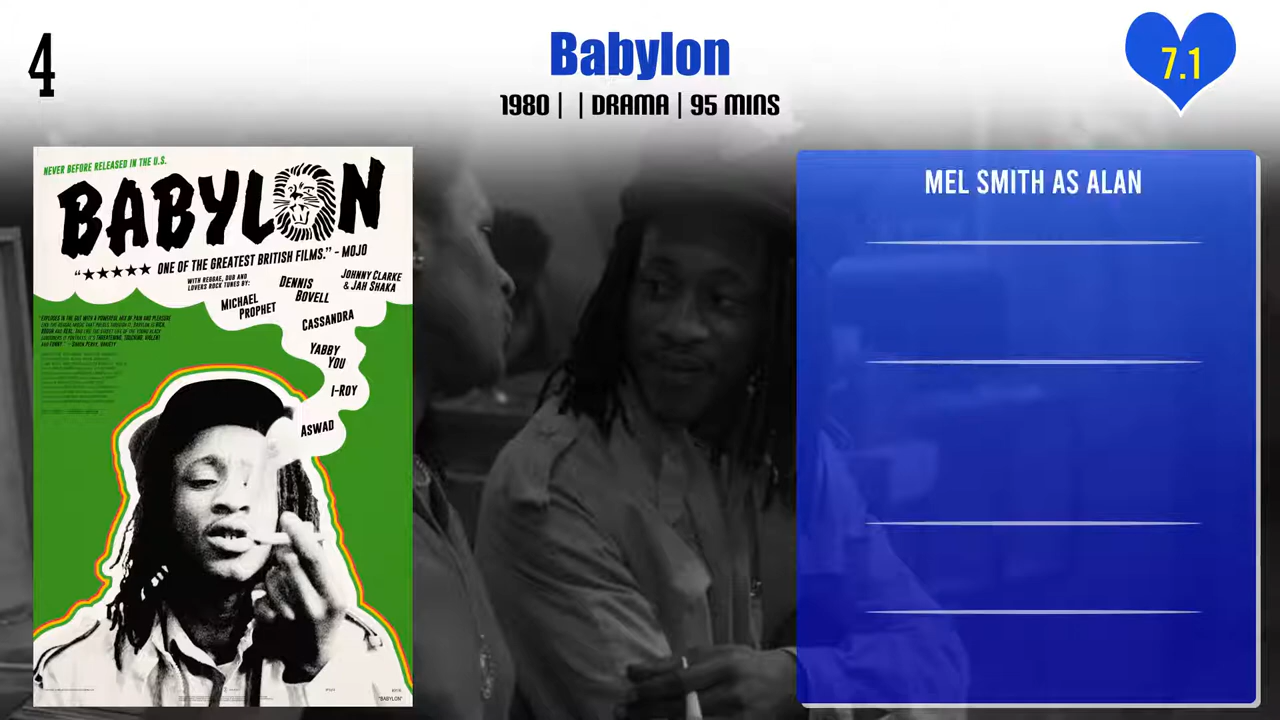 4
Babylon
7.1
1980 | | DRAMA | 95 MINS
NEVER BEFORE RELEASED IN THE U.S.
BABYLON
"★★★★★ ONE OF THE GREATEST BRITISH FILMS." - MOJO
WITH REGGAE, DUB AND
LOVERS ROCK TUNES BY:
MICHAEL
PROPHET
DENNIS
BOVELL
JOHNNY CLARKE
& JAH SHAKA
CASSANDRA
YABBY
YOU
I-ROY
ASWAD
"BABYLON"
MEL SMITH AS ALAN